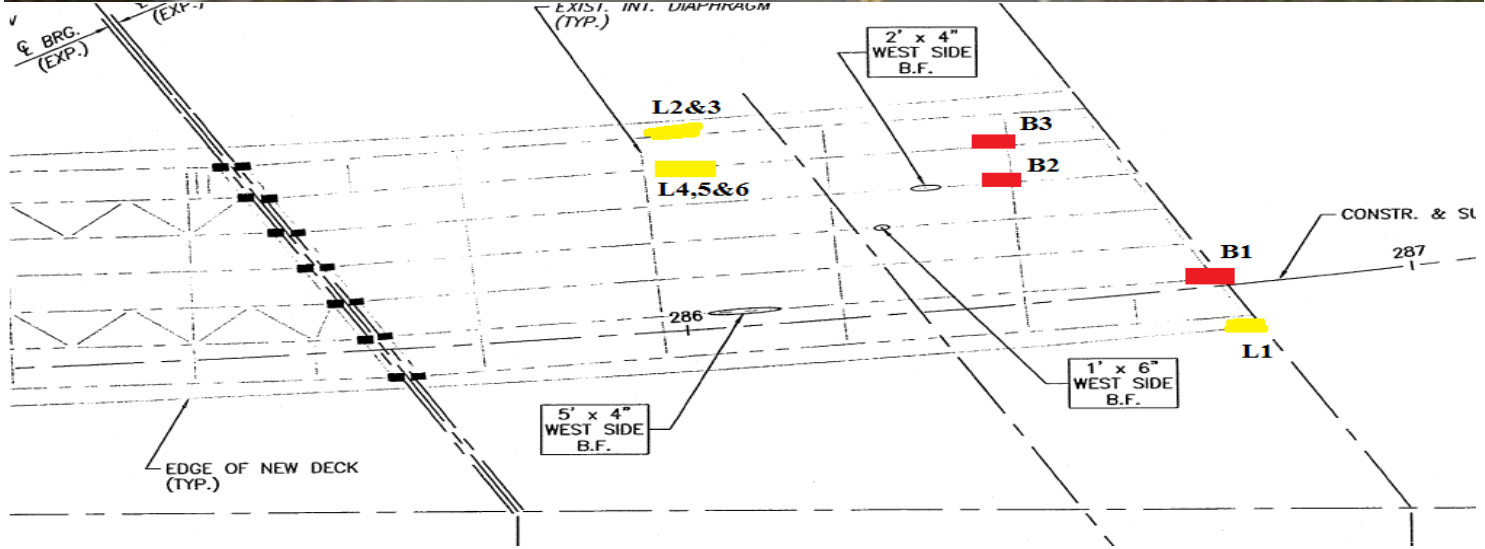 EXIST. INT. DIAPHRAGM
(TYP.)
(EXP.)
℄ BRG.
(EXP.)
2' x 4"
WEST SIDE
B.F.
L2&3
B3
B2
L4,5&6
CONSTR. & SU
B1
287
286
L1
1' x 6"
WEST SIDE
B.F.
5' x 4"
WEST SIDE
B.F.
EDGE OF NEW DECK
(TYP.)